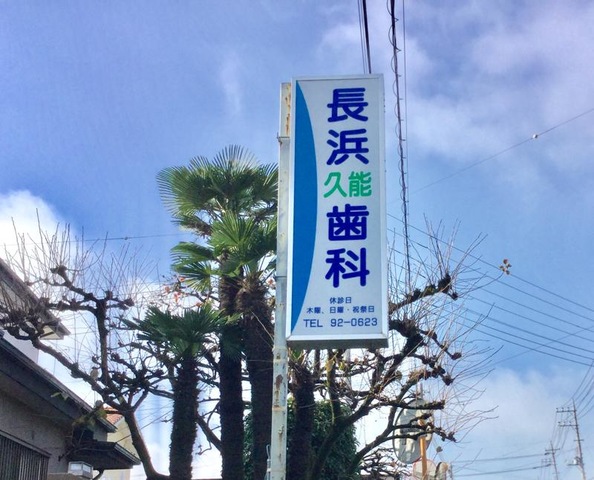 長浜
久能
歯科
休診日
木曜、日曜・祝祭日
TEL 92-0623